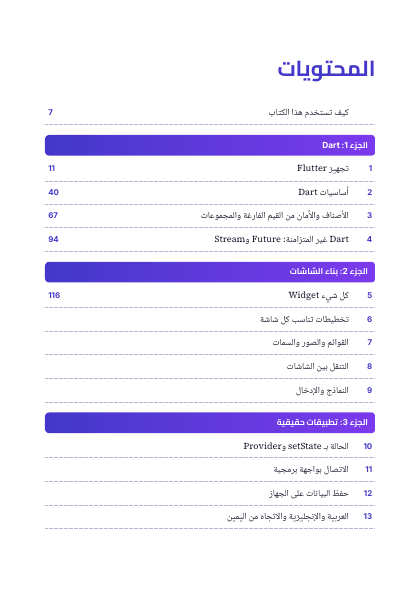 المحتويات
كيف تستخدم هذا الكتاب 7
الجزء 1: Dart
1 تجهيز Flutter 11
2 أساسيات Dart 40
3 الأصناف والأمان من القيم الفارغة والمجموعات 67
4 Dart غير المتزامنة: Future وStream 94
الجزء 2: بناء الشاشات
5 كل شيء Widget 116
6 تخطيطات تناسب كل شاشة
7 القوائم والصور والسمات
8 التنقل بين الشاشات
9 النماذج والإدخال
الجزء 3: تطبيقات حقيقية
10 الحالة بـ setState وProvider
11 الاتصال بواجهة برمجية
12 حفظ البيانات على الجهاز
13 العربية والإنجليزية والاتجاه من اليمين